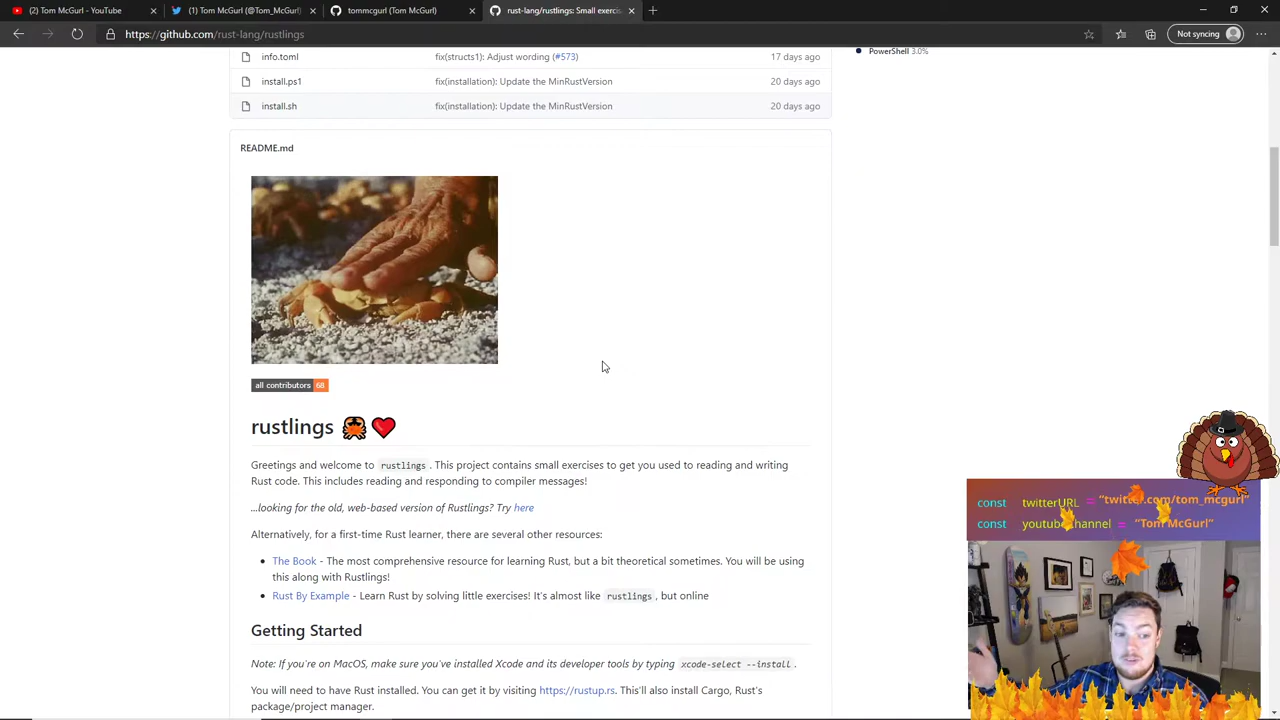 (2) Tom McGurl - YouTube
(1) Tom McGurl (@Tom_McGurl)
tommcgurl (Tom McGurl)
rust-lang/rustlings: Small exercis
https://github.com/rust-lang/rustlings
Not syncing
PowerShell 3.0%
info.toml fix(structs1): Adjust wording (#573) 17 days ago
install.ps1 fix(installation): Update the MinRustVersion 20 days ago
install.sh fix(installation): Update the MinRustVersion 20 days ago
README.md
all contributors 68
rustlings 🦀❤️
Greetings and welcome to rustlings. This project contains small exercises to get you used to reading and writing
Rust code. This includes reading and responding to compiler messages!
...looking for the old, web-based version of Rustlings? Try here
Alternatively, for a first-time Rust learner, there are several other resources:
• The Book - The most comprehensive resource for learning Rust, but a bit theoretical sometimes. You will be using
this along with Rustlings!
• Rust By Example - Learn Rust by solving little exercises! It's almost like rustlings, but online
Getting Started
Note: If you're on MacOS, make sure you've installed Xcode and its developer tools by typing xcode-select --install.
You will need to have Rust installed. You can get it by visiting https://rustup.rs. This'll also install Cargo, Rust's
package/project manager.
const twitterURL = "twitter.com/tom_mcgurl"
const youtubeChannel = "Tom McGurl"